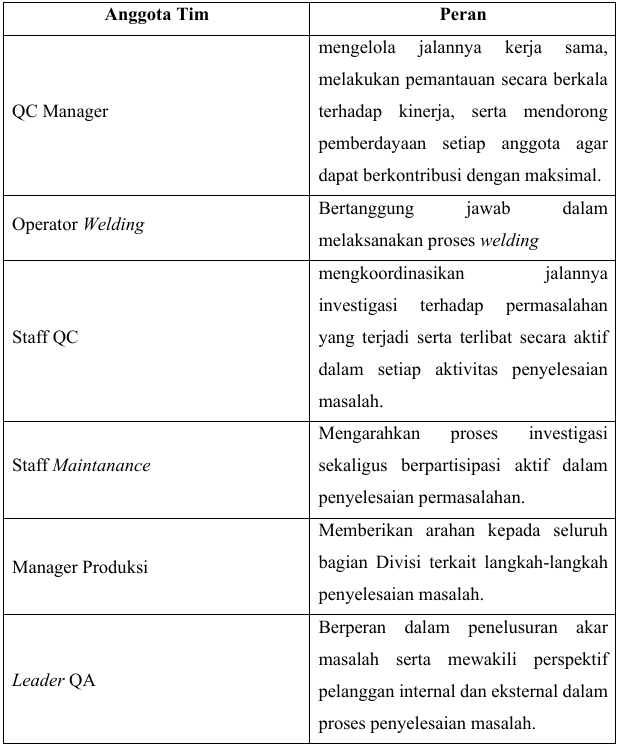 Anggota Tim
Peran
QC Manager
mengelola jalannya kerja sama,
melakukan pemantauan secara berkala
terhadap kinerja, serta mendorong
pemberdayaan setiap anggota agar
dapat berkontribusi dengan maksimal.
Operator Welding
Bertanggung jawab dalam
melaksanakan proses welding
Staff QC
mengkoordinasikan jalannya
investigasi terhadap permasalahan
yang terjadi serta terlibat secara aktif
dalam setiap aktivitas penyelesaian
masalah.
Staff Maintanance
Mengarahkan proses investigasi
sekaligus berpartisipasi aktif dalam
penyelesaian permasalahan.
Manager Produksi
Memberikan arahan kepada seluruh
bagian Divisi terkait langkah-langkah
penyelesaian masalah.
Leader QA
Berperan dalam penelusuran akar
masalah serta mewakili perspektif
pelanggan internal dan eksternal dalam
proses penyelesaian masalah.